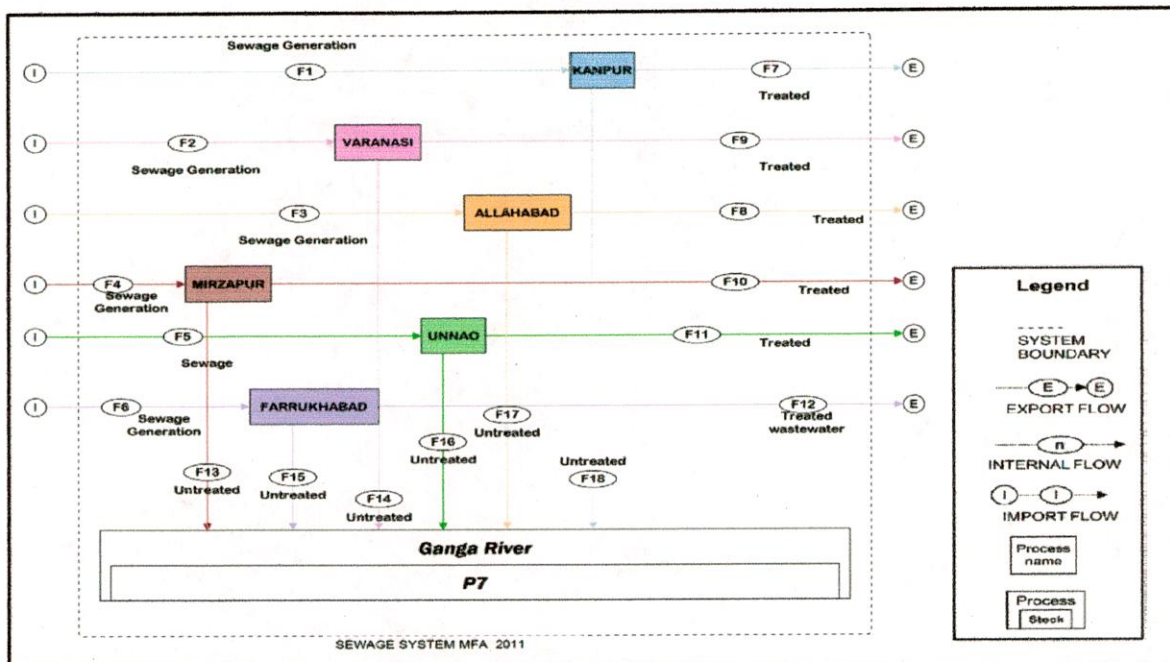 Sewage Generation
I
F1
KANPUR
F7
E
Treated
I
F2
VARANASI
F9
E
Sewage Generation
Treated
I
F3
ALLAHABAD
F8
E
Sewage Generation
Treated
I
F4
MIRZAPUR
F10
E
Sewage
Generation
Treated
I
F5
UNNAO
F11
E
Sewage
Treated
I
F6
FARRUKHABAD
F12
E
Sewage
Generation
Treated
wastewater
F17
Untreated
F16
Untreated
Untreated
F18
F13
Untreated
F15
Untreated
F14
Untreated
Ganga River
P7
SEWAGE SYSTEM MFA 2011
Legend
SYSTEM
BOUNDARY
E
E
EXPORT FLOW
n
INTERNAL FLOW
I
I
IMPORT FLOW
Process
name
Process
Stock